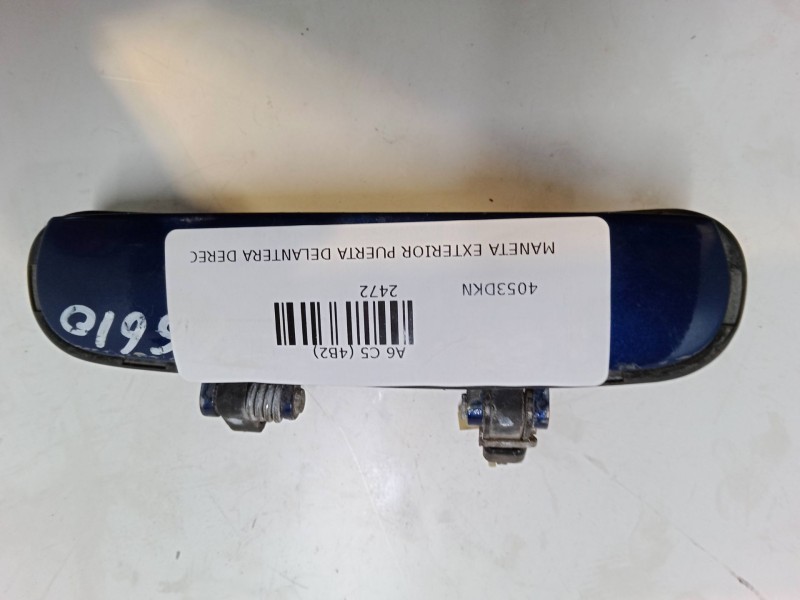 A6 C5 (4B2)
2472
4053DKN
MANETA EXTERIOR PUERTA DELANTERA DEREC